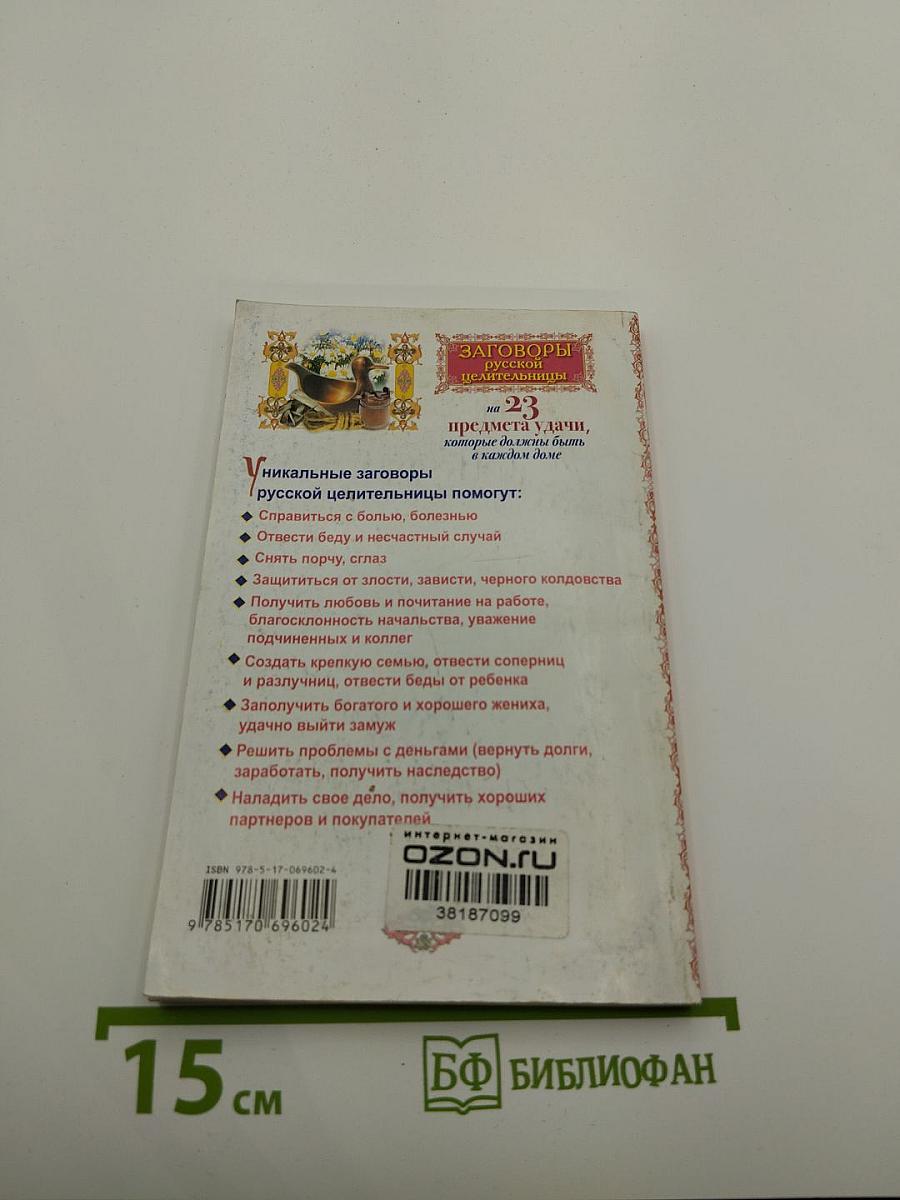 ЗАГОВОРЫ
русской
целительницы
на 23
предмета удачи,
которые должны быть
в каждом доме
Уникальные заговоры
русской целительницы помогут:
Справиться с болью, болезнью
Отвести беду и несчастный случай
Снять порчу, сглаз
Защититься от злости, зависти, черного колдовства
Получить любовь и почитание на работе,
благосклонность начальства, уважение
подчиненных и коллег
Создать крепкую семью, отвести соперниц
и разлучниц, отвести беды от ребенка
Заполучить богатого и хорошего жениха,
удачно выйти замуж
Решить проблемы с деньгами (вернуть долги,
заработать, получить наследство)
Наладить свое дело, получить хороших
партнеров и покупателей
интернет-магазин
OZON.ru
38187099
ISBN 978-5-17-069602-4
9 785170 696024
15 см
БФ БИБЛИОФАН